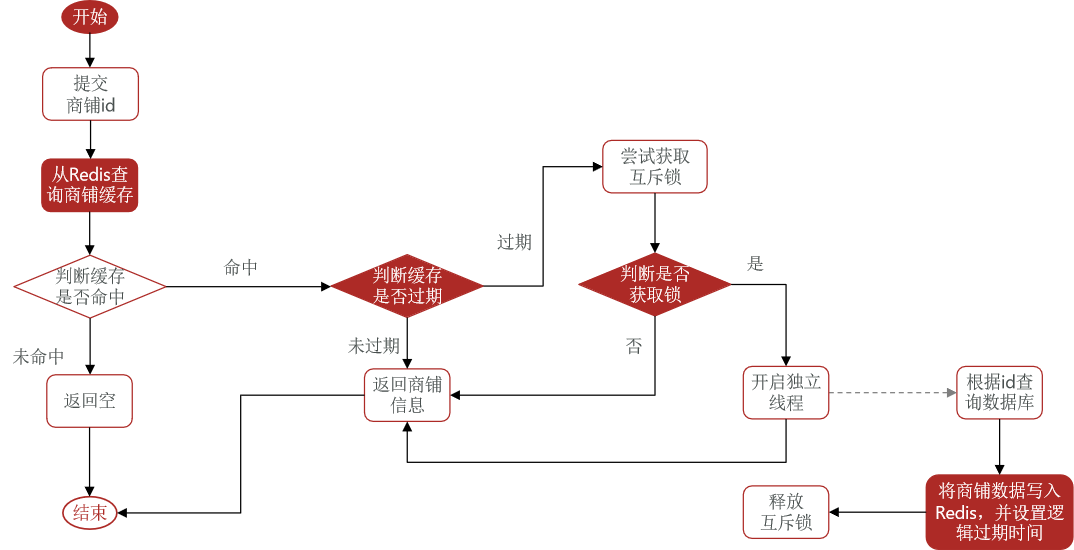 开始
提交
商铺id
从Redis查
询商铺缓存
判断缓存
是否命中
命中
未命中
返回空
结束
判断缓存
是否过期
过期
未过期
返回商铺
信息
尝试获取
互斥锁
判断是否
获取锁
是
否
开启独立
线程
根据id查
询数据库
将商铺数据写入
Redis，并设置逻
辑过期时间
释放
互斥锁